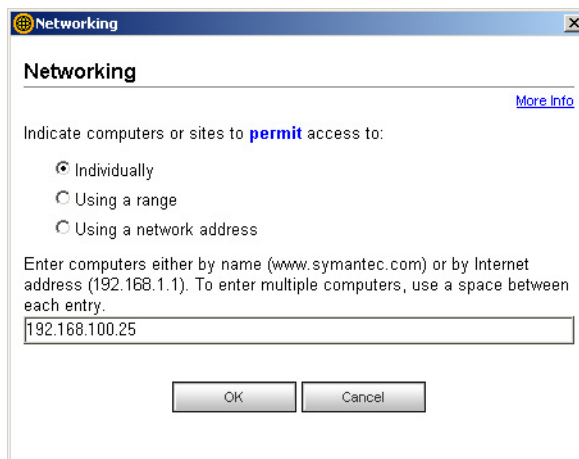 Networking
Networking
More Info
Indicate computers or sites to permit access to:
Individually
Using a range
Using a network address
Enter computers either by name (www.symantec.com) or by Internet
address (192.168.1.1). To enter multiple computers, use a space between
each entry.
192.168.100.25
OK Cancel